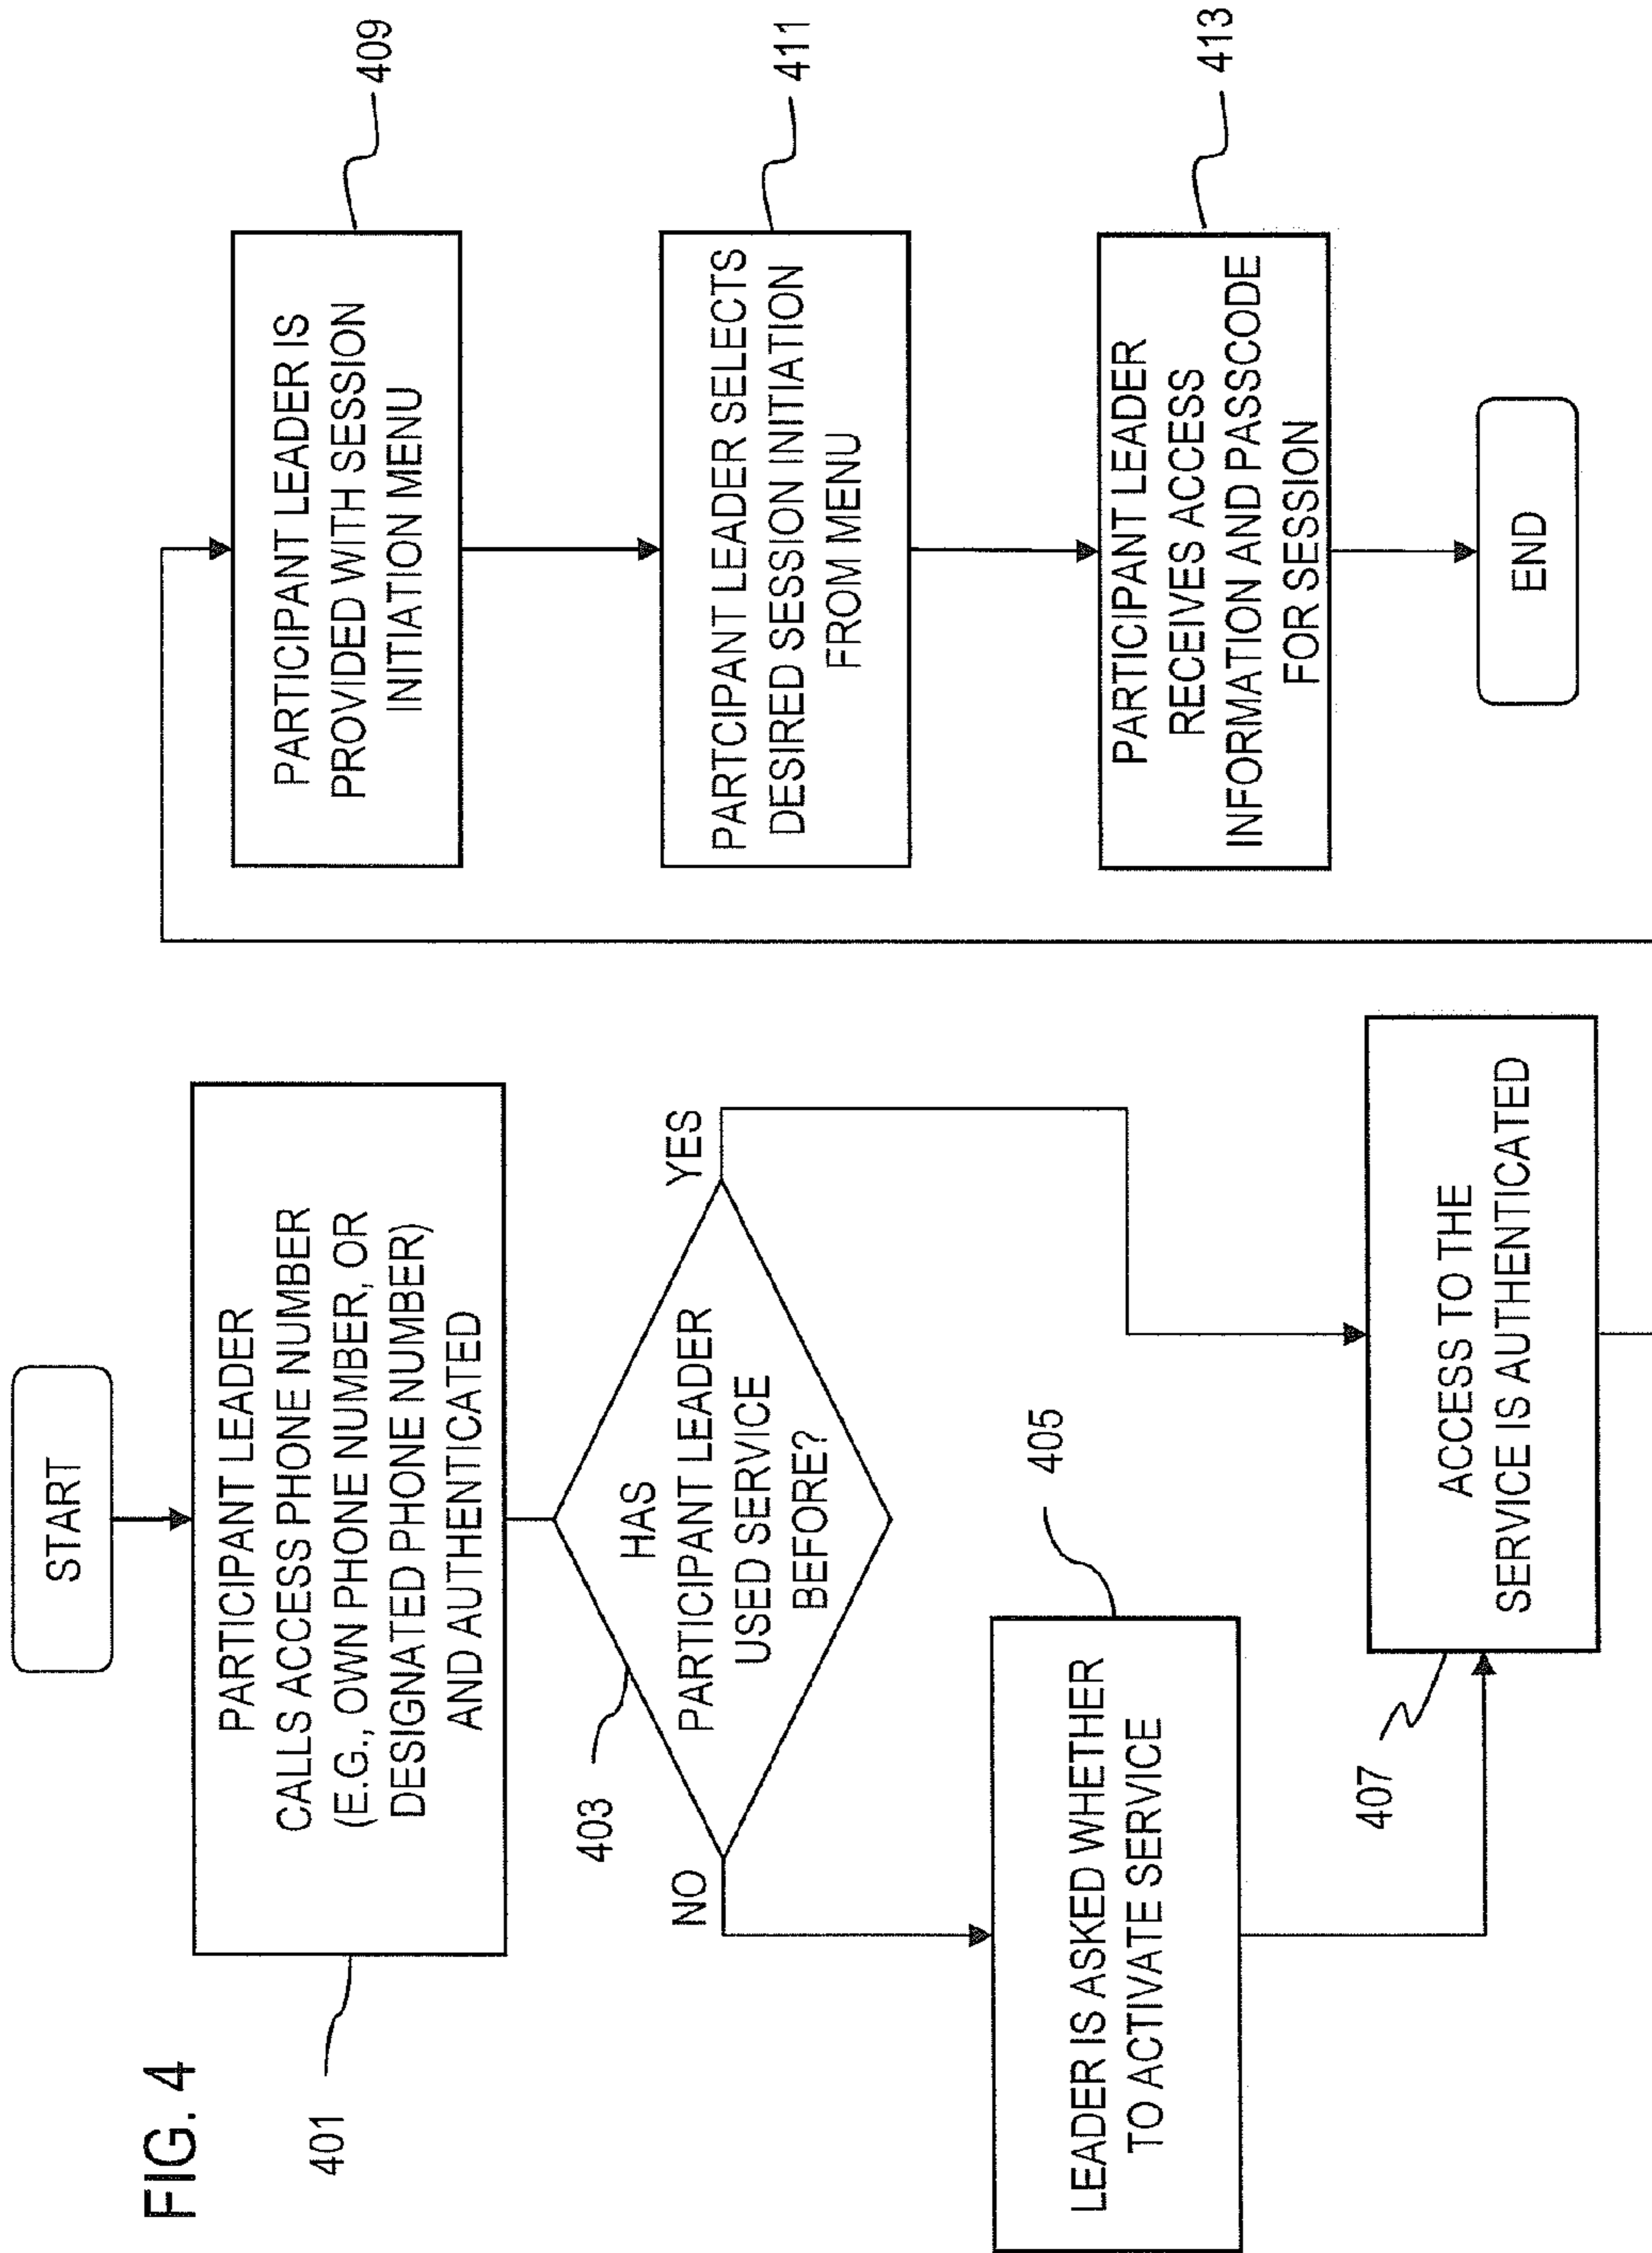 FIG. 4
START
PARTICIPANT LEADER
CALLS ACCESS PHONE NUMBER
(E.G., OWN PHONE NUMBER, OR
DESIGNATED PHONE NUMBER)
AND AUTHENTICATED
401
HAS
PARTICIPANT LEADER
USED SERVICE
BEFORE?
403
NO
YES
LEADER IS ASKED WHETHER
TO ACTIVATE SERVICE
405
ACCESS TO THE
SERVICE IS AUTHENTICATED
407
PARTICIPANT LEADER IS
PROVIDED WITH SESSION
INITIATION MENU
409
PARTCIPANT LEADER SELECTS
DESIRED SESSION INITIATION
FROM MENU
411
PARTICIPANT LEADER
RECEIVES ACCESS
INFORMATION AND PASSCODE
FOR SESSION
413
END